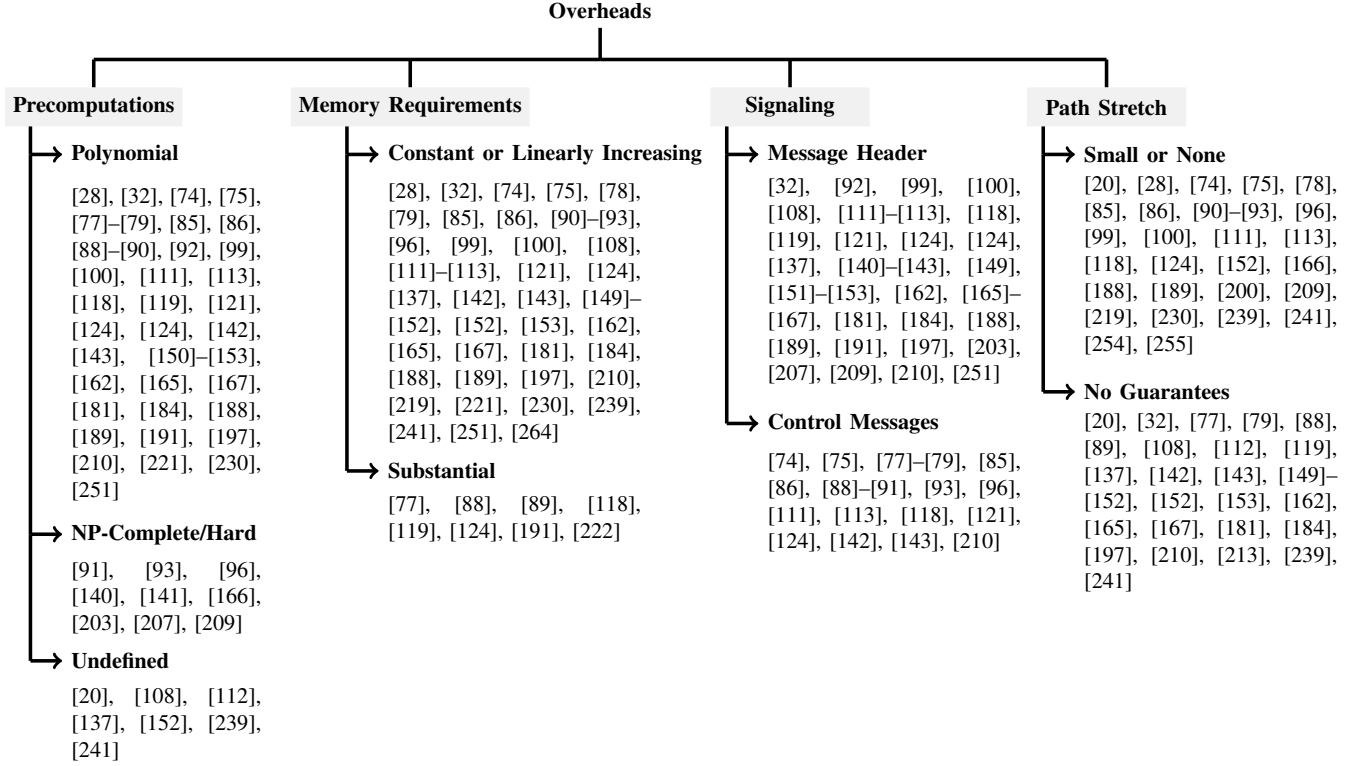 Overheads
Precomputations
Polynomial
[28], [32], [74], [75],
[77]–[79], [85], [86],
[88]–[90], [92], [99],
[100], [111], [113],
[118], [119], [121],
[124], [124], [142],
[143], [150]–[153],
[162], [165], [167],
[181], [184], [188],
[189], [191], [197],
[210], [221], [230],
[251]
NP-Complete/Hard
[91], [93], [96],
[140], [141], [166],
[203], [207], [209]
Undefined
[20], [108], [112],
[137], [152], [239],
[241]
Memory Requirements
Constant or Linearly Increasing
[28], [32], [74], [75], [78],
[79], [85], [86], [90]–[93],
[96], [99], [100], [108],
[111]–[113], [121], [124],
[137], [142], [143], [149]–
[152], [152], [153], [162],
[165], [167], [181], [184],
[188], [189], [197], [210],
[219], [221], [230], [239],
[241], [251], [264]
Substantial
[77], [88], [89], [118],
[119], [124], [191], [222]
Signaling
Message Header
[32], [92], [99], [100],
[108], [111]–[113], [118],
[119], [121], [124], [124],
[137], [140]–[143], [149],
[151]–[153], [162], [165]–
[167], [181], [184], [188],
[189], [191], [197], [203],
[207], [209], [210], [251]
Control Messages
[74], [75], [77]–[79], [85],
[86], [88]–[91], [93], [96],
[111], [113], [118], [121],
[124], [142], [143], [210]
Path Stretch
Small or None
[20], [28], [74], [75], [78],
[85], [86], [90]–[93], [96],
[99], [100], [111], [113],
[118], [124], [152], [166],
[188], [189], [200], [209],
[219], [230], [239], [241],
[254], [255]
No Guarantees
[20], [32], [77], [79], [88],
[89], [108], [112], [119],
[137], [142], [143], [149]–
[152], [152], [153], [162],
[165], [167], [181], [184],
[197], [210], [213], [239],
[241]